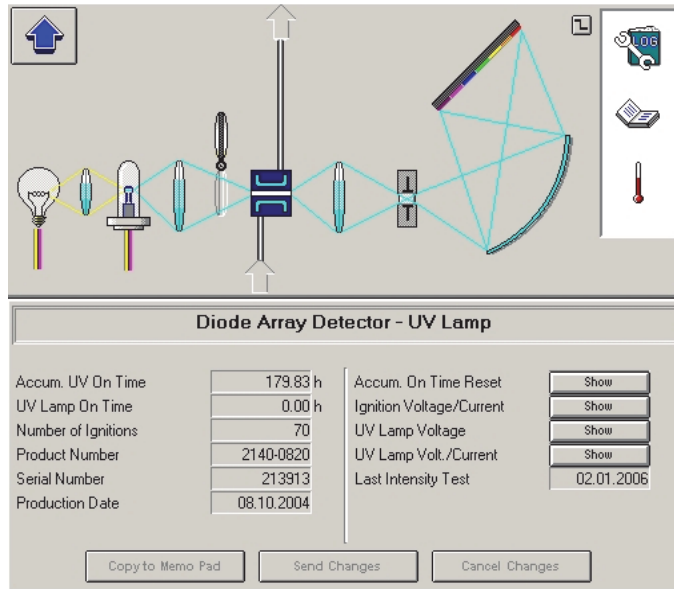 LOG
Diode Array Detector - UV Lamp
Accum. UV On Time 179.83 h
UV Lamp On Time 0.00 h
Number of Ignitions 70
Product Number 2140-0820
Serial Number 213913
Production Date 08.10.2004
Accum. On Time Reset Show
Ignition Voltage/Current Show
UV Lamp Voltage Show
UV Lamp Volt./Current Show
Last Intensity Test 02.01.2006
Copy to Memo Pad Send Changes Cancel Changes